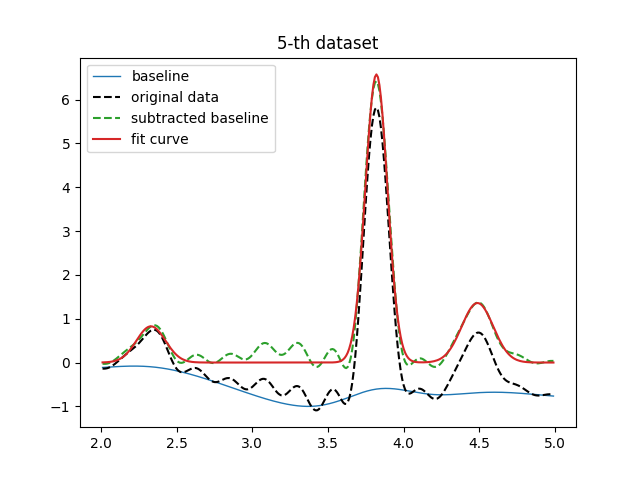 5-th dataset
baseline
original data
subtracted baseline
fit curve
6
5
4
3
2
1
0
−1
2.0 2.5 3.0 3.5 4.0 4.5 5.0